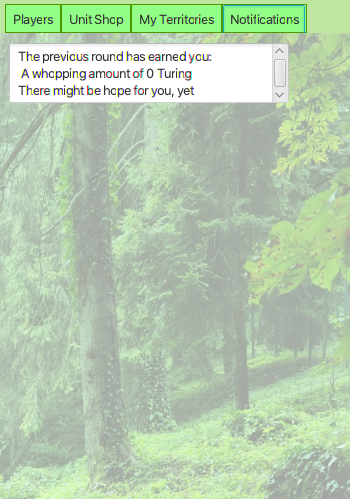 Players Unit Shop My Territories Notifications
The previous round has earned you:
A whopping amount of 0 Turing
There might be hope for you, yet